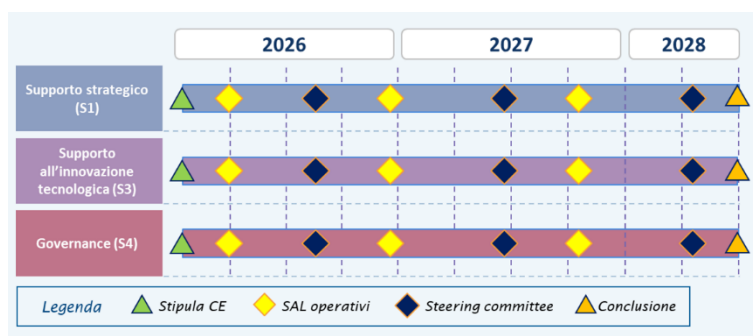 2026 2027 2028
Supporto strategico
(S1)
Supporto
all'innovazione
tecnologica (S3)
Governance (S4)
Legenda Stipula CE SAL operativi Steering committee Conclusione